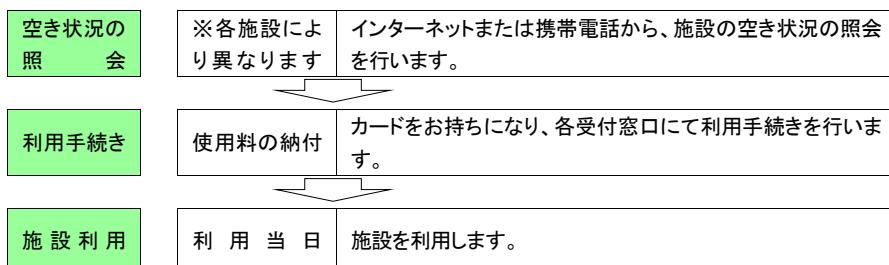 空き状況の
照会
※各施設によ
り異なります
インターネットまたは携帯電話から、施設の空き状況の照会
を行います。
利用手続き
使用料の納付
カードをお持ちになり、各受付窓口にて利用手続きを行いま
す。
施設利用
利用当日
施設を利用します。